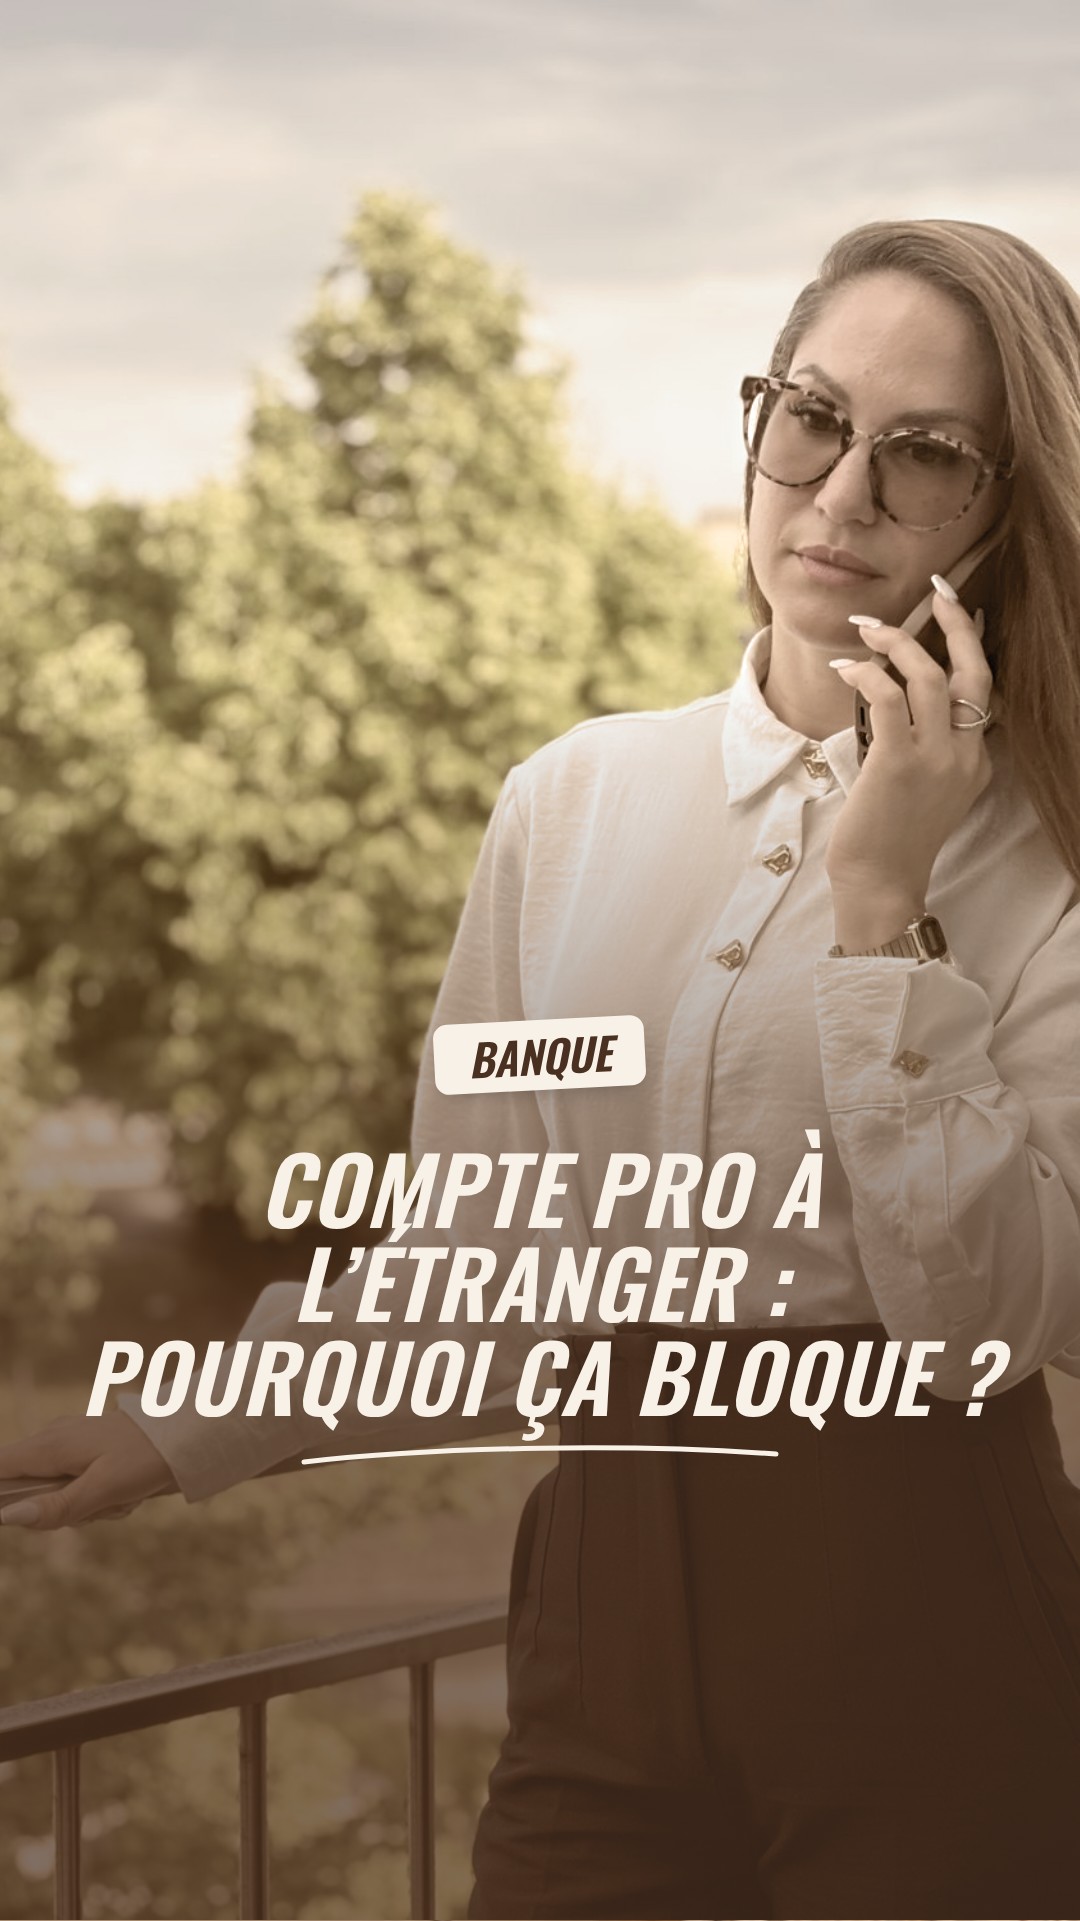 BANQUE
COMPTE PRO À
L’ÉTRANGER :
POURQUOI ÇA BLOQUE ?